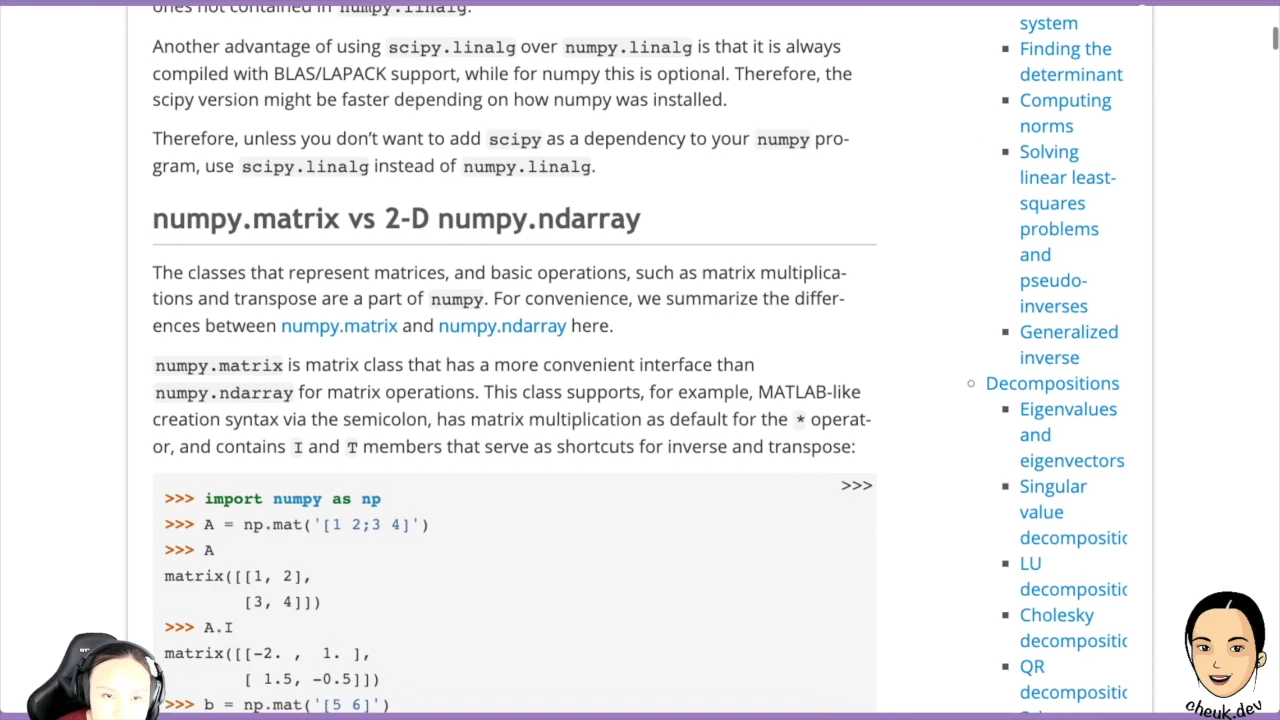 ones not contained in numpy.linalg.
Another advantage of using scipy.linalg over numpy.linalg is that it is always
compiled with BLAS/LAPACK support, while for numpy this is optional. Therefore, the
scipy version might be faster depending on how numpy was installed.
Therefore, unless you don’t want to add scipy as a dependency to your numpy pro-
gram, use scipy.linalg instead of numpy.linalg.
numpy.matrix vs 2-D numpy.ndarray
The classes that represent matrices, and basic operations, such as matrix multiplica-
tions and transpose are a part of numpy. For convenience, we summarize the differ-
ences between numpy.matrix and numpy.ndarray here.
numpy.matrix is matrix class that has a more convenient interface than
numpy.ndarray for matrix operations. This class supports, for example, MATLAB-like
creation syntax via the semicolon, has matrix multiplication as default for the * operat-
or, and contains I and T members that serve as shortcuts for inverse and transpose:
>>>
>>> import numpy as np
>>> A = np.mat('[1 2;3 4]')
>>> A
matrix([[1, 2],
[3, 4]])
>>> A.I
matrix([[-2. , 1. ],
[ 1.5, -0.5]])
>>> b = np.mat('[5 6]')
system
Finding the
determinant
Computing
norms
Solving
linear least-
squares
problems
and
pseudo-
inverses
Generalized
inverse
Decompositions
Eigenvalues
and
eigenvectors
Singular
value
decompositic
LU
decompositic
Cholesky
decompositic
QR
decompositic
cheuk.dev